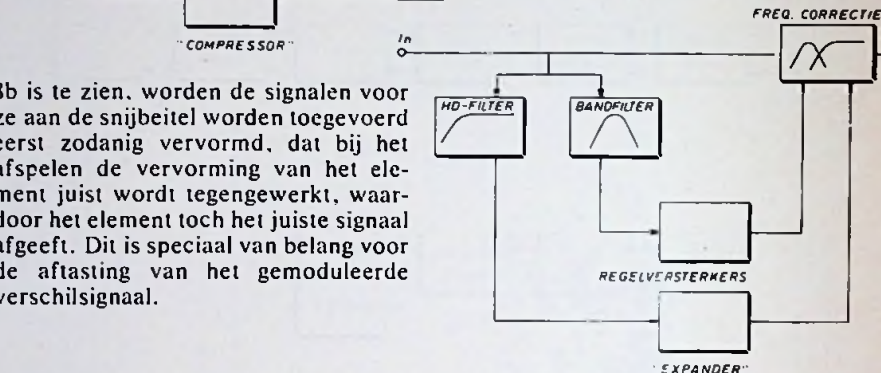 "COMPRESSOR"
8b is te zien, worden de signalen voor
ze aan de snijbeitel worden toegevoerd
eerst zodanig vervormd, dat bij het
afspelen de vervorming van het ele-
ment juist wordt tegengewerkt, waar-
door het element toch het juiste signaal
afgeeft. Dit is speciaal van belang voor
de aftasting van het gemoduleerde
verschilsignaal.
FREQ. CORRECTIE
In
HD-FILTER
BANDFILTER
REGELVERSTERKERS
"EXPANDER"